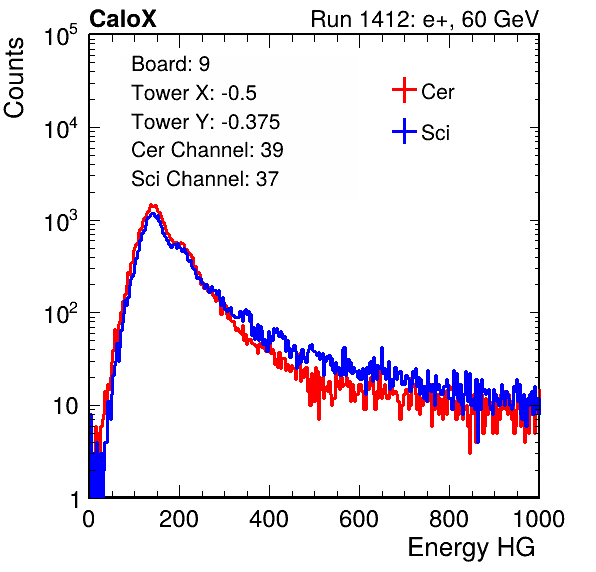 CaloX Run 1412: e+, 60 GeV
Counts
10^5
10^4
10^3
10^2
10
1
Board: 9
Tower X: -0.5
Tower Y: -0.375
Cer Channel: 39
Sci Channel: 37
Cer
Sci
0 200 400 600 800 1000
Energy HG